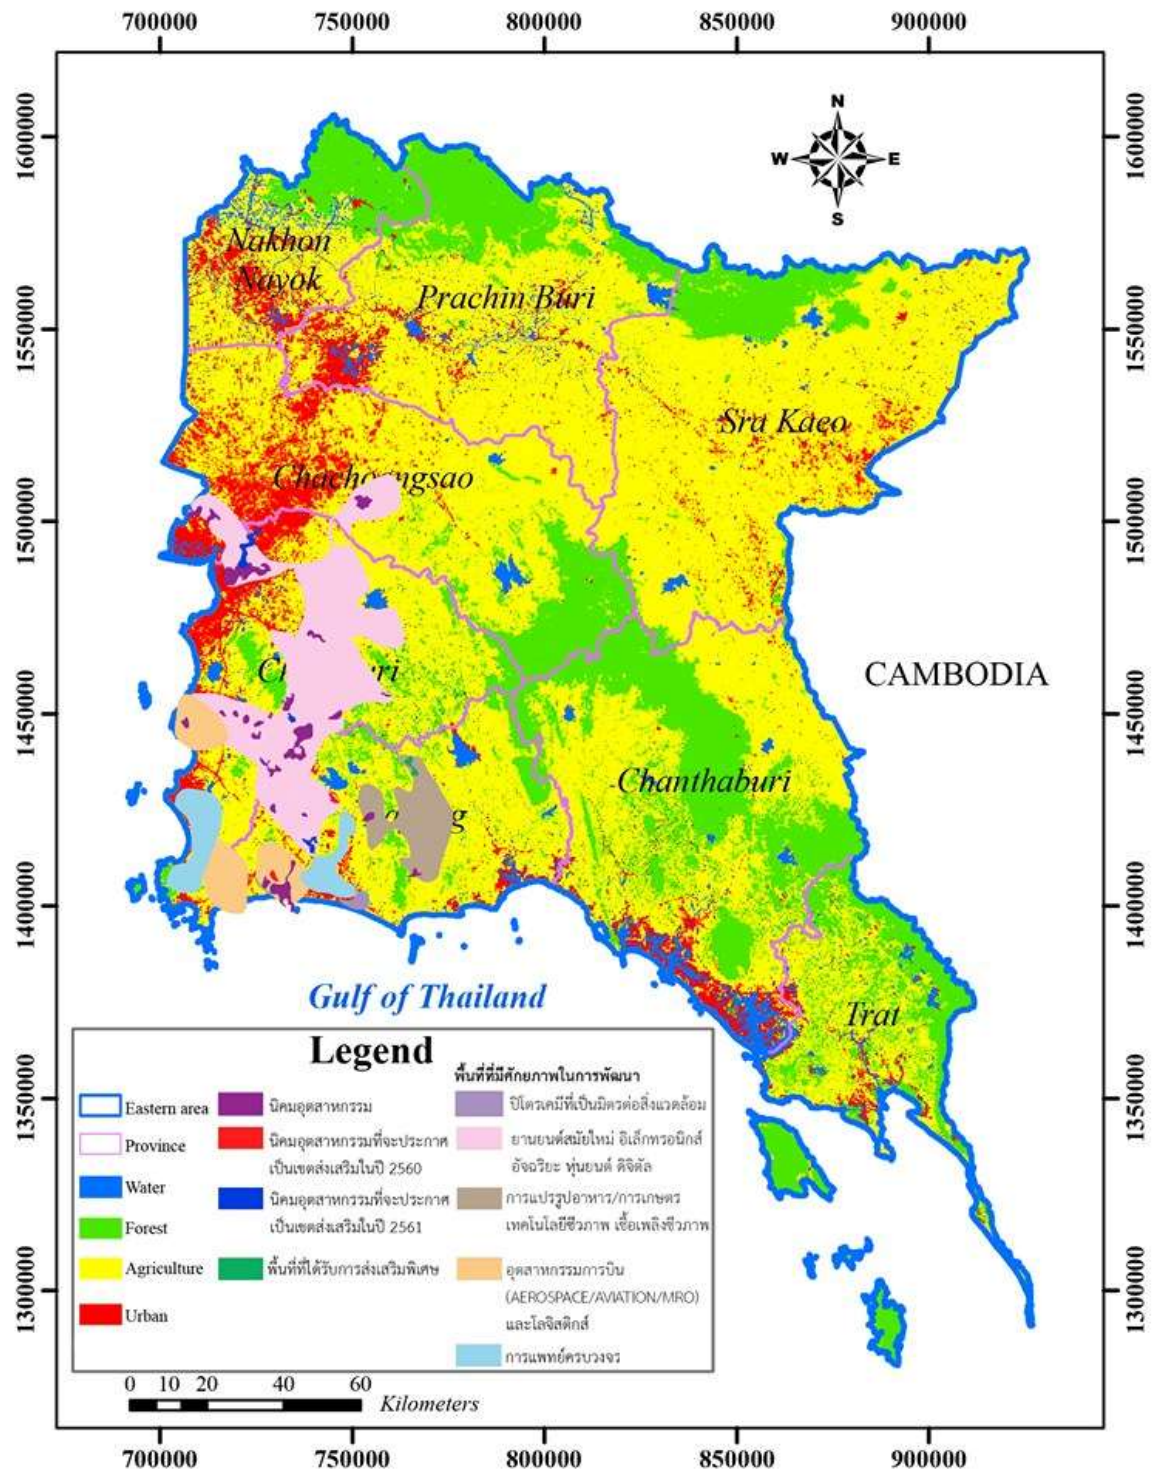 700000 750000 800000 850000 900000
1600000 1600000
N
W E
S
Nakhon
Nayok
Prachin Buri
1550000 1550000
Sra Kaeo
Chachoengsao
1500000 1500000
CAMBODIA
1450000 1450000
Chanthaburi
1400000 1400000
Gulf of Thailand
Trat
Legend
Eastern area
Province
Water
Forest
Agriculture
Urban
นิคมอุตสาหกรรม
นิคมอุตสาหกรรมที่จะประกาศ
เป็นเขตส่งเสริมในปี 2560
นิคมอุตสาหกรรมที่จะประกาศ
เป็นเขตส่งเสริมในปี 2561
พื้นที่ที่ได้รับการส่งเสริมพิเศษ
พื้นที่ที่มีศักยภาพในการพัฒนา
ปิโตรเคมีที่เป็นมิตรต่อสิ่งแวดล้อม
ยานยนต์สมัยใหม่ อิเล็กทรอนิกส์
อัจฉริยะ หุ่นยนต์ ดิจิตัล
การแปรรูปอาหาร/การเกษตร
เทคโนโลยีชีวภาพ เชื้อเพลิงชีวภาพ
อุตสาหกรรมการบิน
(AEROSPACE/AVIATION/MRO)
และโลจิสติกส์
การแพทย์ครบวงจร
1350000 1350000
1300000 1300000
0 10 20 40 60
Kilometers
700000 750000 800000 850000 900000